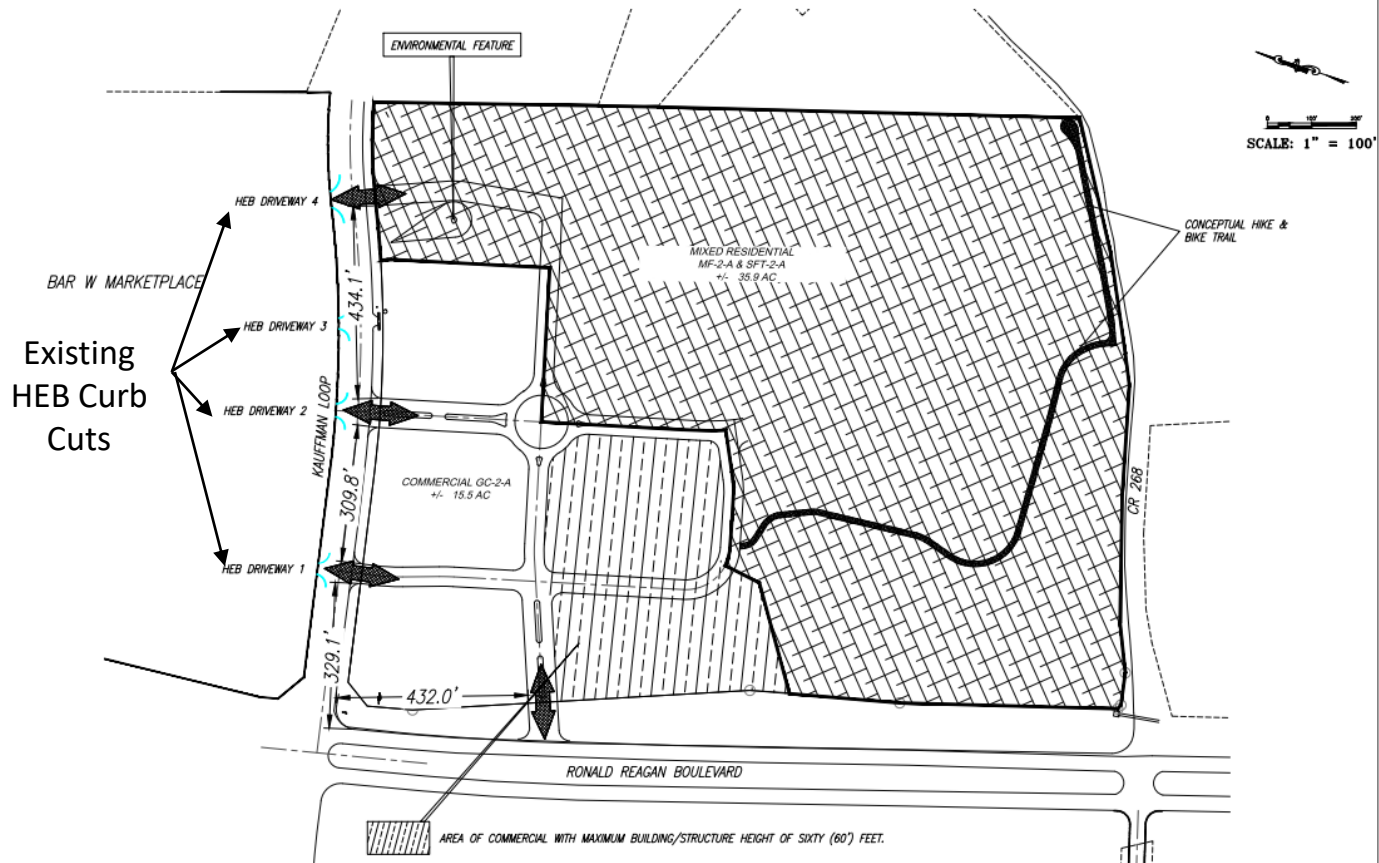 ENVIRONMENTAL FEATURE
0 100' 200'
SCALE: 1" = 100'
HEB DRIVEWAY 4
CONCEPTUAL HIKE &
BIKE TRAIL
MIXED RESIDENTIAL
MF-2-A & SFT-2-A
+/- 35.9 AC
BAR W MARKETPLACE
434.1'
HEB DRIVEWAY 3
Existing
HEB Curb
Cuts
KAUFFMAN LOOP
HEB DRIVEWAY 2
COMMERCIAL GC-2-A
+/- 15.5 AC
309.8'
CR 268
HEB DRIVEWAY 1
329.1'
432.0'
RONALD REAGAN BOULEVARD
AREA OF COMMERCIAL WITH MAXIMUM BUILDING/STRUCTURE HEIGHT OF SIXTY (60') FEET.